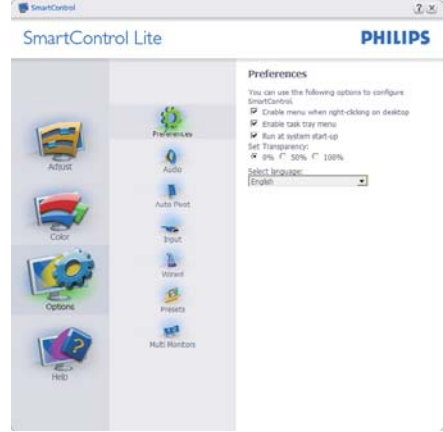 SmartControl
SmartControl Lite
PHILIPS
Adjust
Color
Options
Help
Preferences
Audio
Auto Pivot
Input
Wizard
Presets
Multi Monitors
Preferences
You can use the following options to configure
SmartControl.
Enable menu when right-clicking on desktop
Enable task tray menu
Run at system start-up
Set Transparency:
0% 50% 100%
Select language:
English